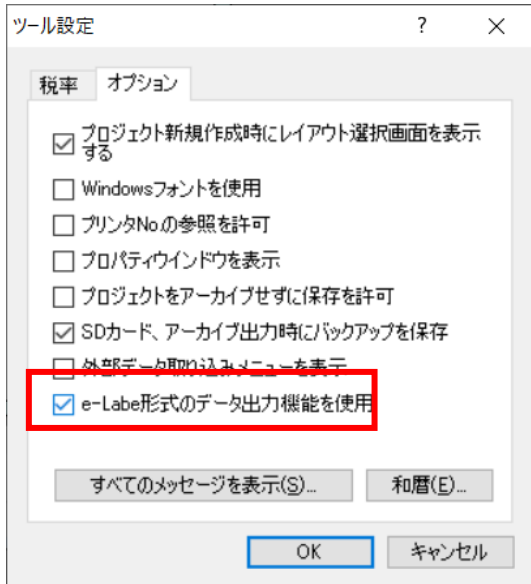 ツール設定
?
税率
オプション
プロジェクト新規作成時にレイアウト選択画面を表示
する
Windowsフォントを使用
プリンタNo.の参照を許可
プロパティウインドウを表示
プロジェクトをアーカイブせずに保存を許可
SDカード、アーカイブ出力時にバックアップを保存
外部データ取り込みメニューを表示
e-Labe形式のデータ出力機能を使用
すべてのメッセージを表示(S)...
和暦(E)...
OK
キャンセル